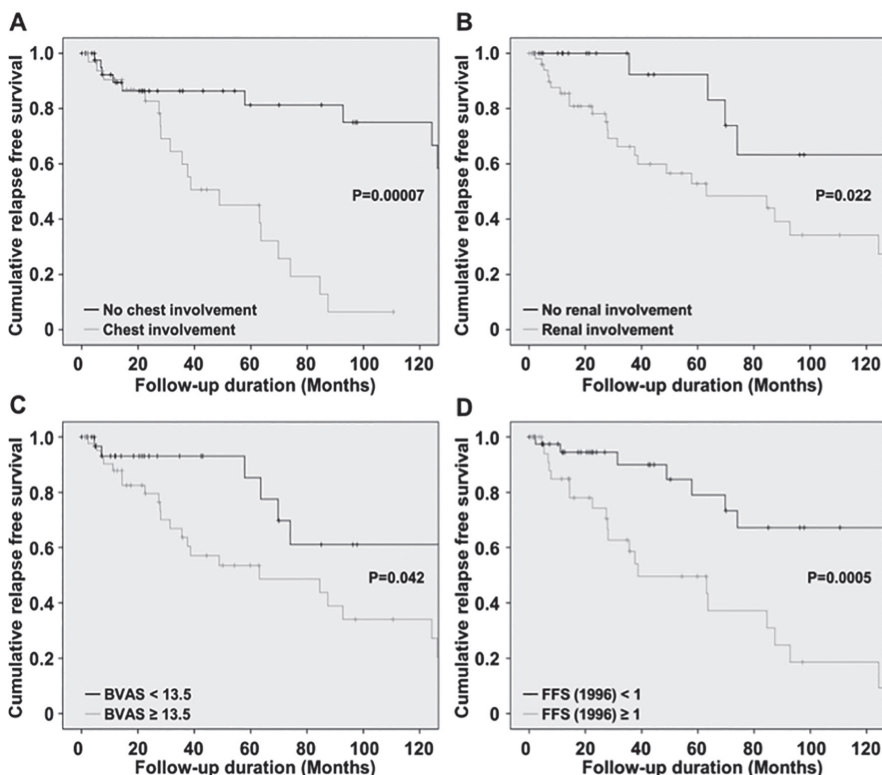 A
Cumulative relapse free survival
1.0
0.8
0.6
0.4
0.2
0
P=0.00007
No chest involvement
Chest involvement
0 20 40 60 80 100 120
Follow-up duration (Months)
B
Cumulative relapse free survival
1.0
0.8
0.6
0.4
0.2
0
P=0.022
No renal involvement
Renal involvement
0 20 40 60 80 100 120
Follow-up duration (Months)
C
Cumulative relapse free survival
1.0
0.8
0.6
0.4
0.2
0
P=0.042
BVAS < 13.5
BVAS ≥ 13.5
0 20 40 60 80 100 120
Follow-up duration (Months)
D
Cumulative relapse free survival
1.0
0.8
0.6
0.4
0.2
0
P=0.0005
FFS (1996) < 1
FFS (1996) ≥ 1
0 20 40 60 80 100 120
Follow-up duration (Months)